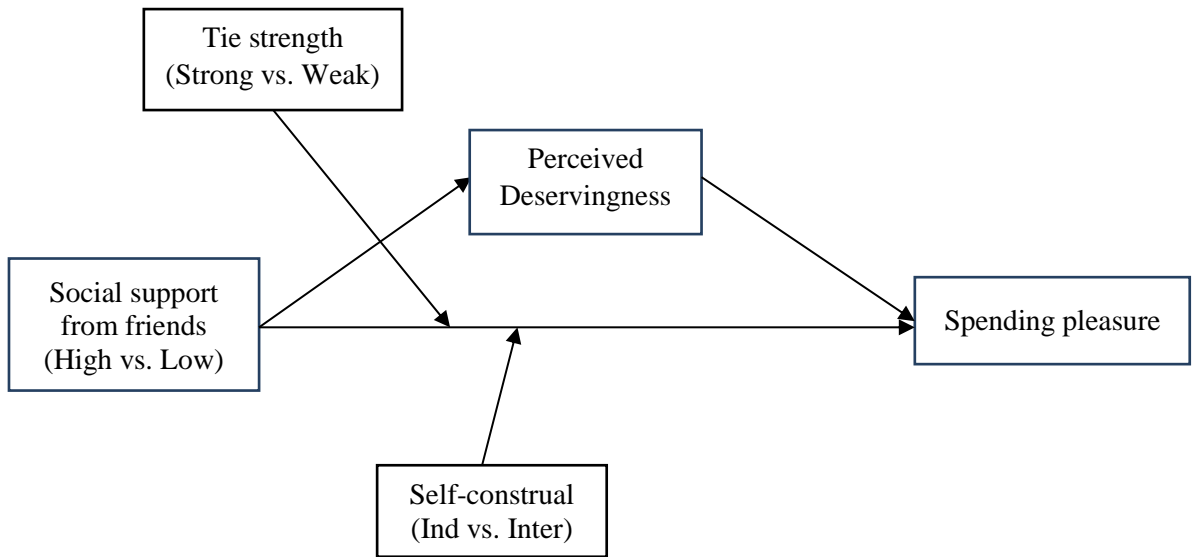 Tie strength
(Strong vs. Weak)
Perceived
Deservingness
Social support
from friends
(High vs. Low)
Spending pleasure
Self-construal
(Ind vs. Inter)